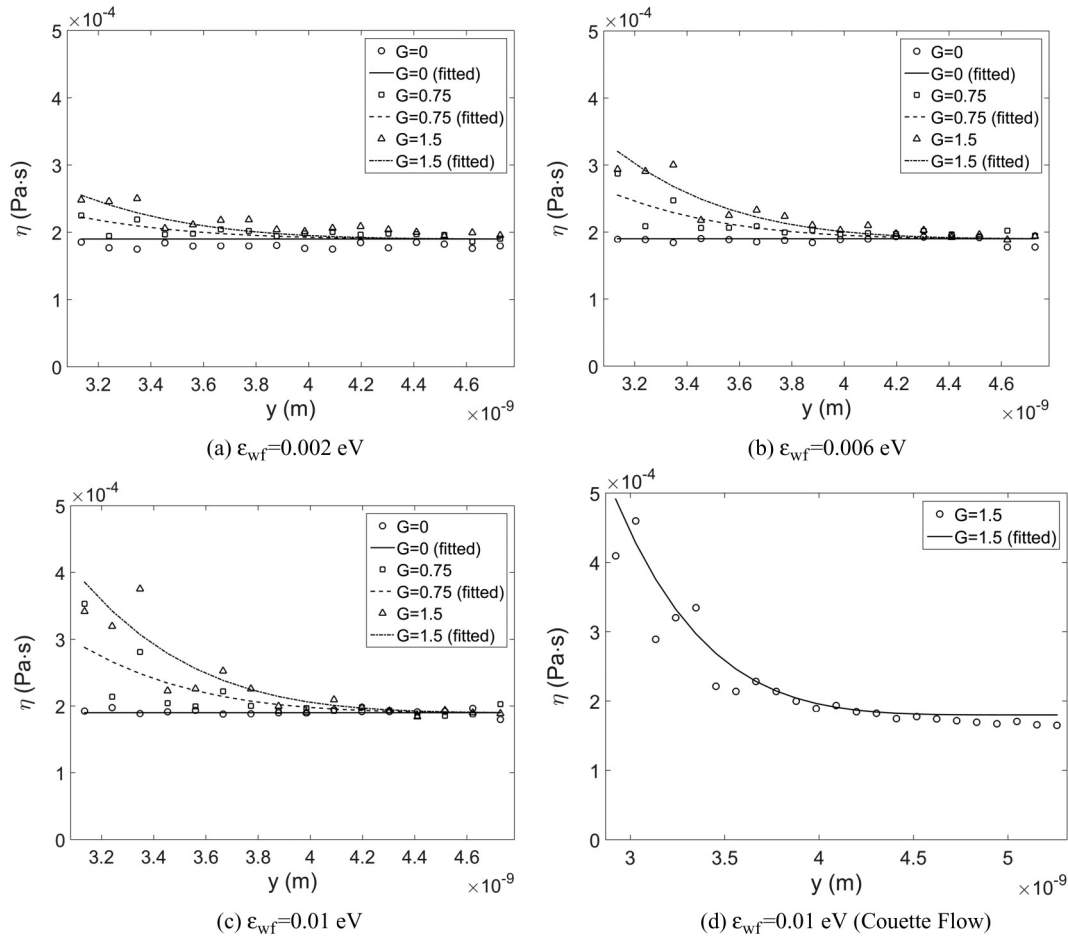 ×10⁻⁴
5
4
3
2
1
0
η (Pa·s)
G=0
G=0 (fitted)
G=0.75
G=0.75 (fitted)
G=1.5
G=1.5 (fitted)
3.2 3.4 3.6 3.8 4 4.2 4.4 4.6
y (m)
×10⁻⁹
(a) ε_wf=0.002 eV
×10⁻⁴
5
4
3
2
1
0
η (Pa·s)
G=0
G=0 (fitted)
G=0.75
G=0.75 (fitted)
G=1.5
G=1.5 (fitted)
3.2 3.4 3.6 3.8 4 4.2 4.4 4.6
y (m)
×10⁻⁹
(b) ε_wf=0.006 eV
×10⁻⁴
5
4
3
2
1
0
η (Pa·s)
G=0
G=0 (fitted)
G=0.75
G=0.75 (fitted)
G=1.5
G=1.5 (fitted)
3.2 3.4 3.6 3.8 4 4.2 4.4 4.6
y (m)
×10⁻⁹
(c) ε_wf=0.01 eV
×10⁻⁴
5
4
3
2
1
0
η (Pa·s)
G=1.5
G=1.5 (fitted)
3 3.5 4 4.5 5
y (m)
×10⁻⁹
(d) ε_wf=0.01 eV (Couette Flow)